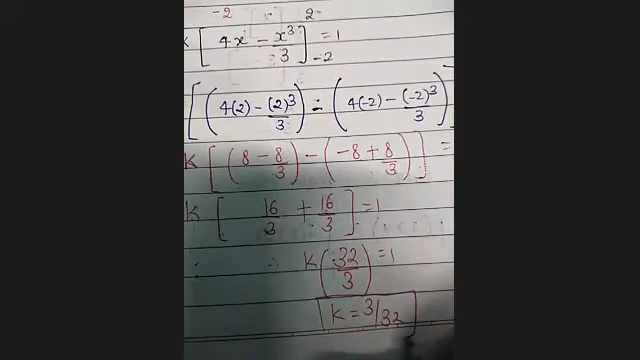 -2 2
K [ 4x - x³/3 ] = 1
-2
[ ( 4(2) - (2)³/3 ) - ( 4(-2) - (-2)³/3 )
K [ ( 8 - 8/3 ) - ( -8 + 8/3 ) ] =
K [ 16/3 + 16/3 ] = 1
∴ K ( 32/3 ) = 1
K = 3/32